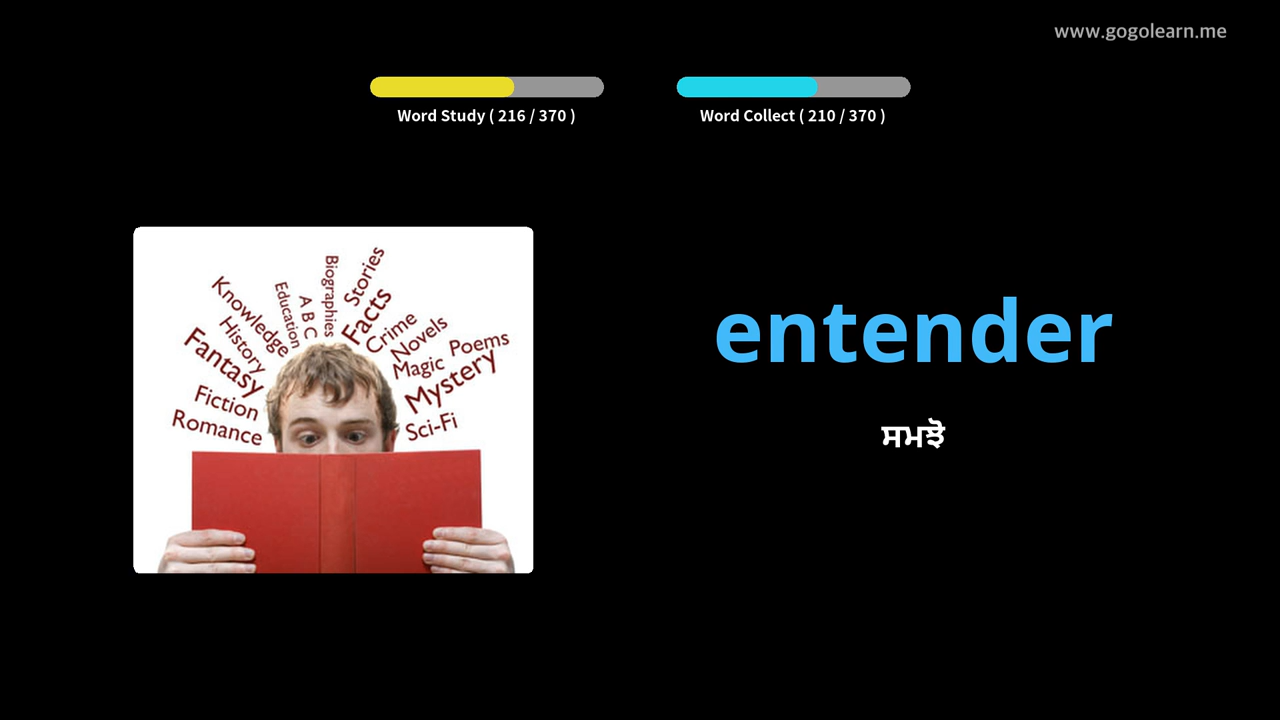 www.gogolearn.me
Word Study ( 216 / 370 )
Word Collect ( 210 / 370 )
Biographies
Stories
Education
A B C
Facts
Knowledge
Crime
History
Novels
Fantasy
Magic
Poems
Mystery
Fiction
Romance
Sci-Fi
entender
ਸਮਝੋ